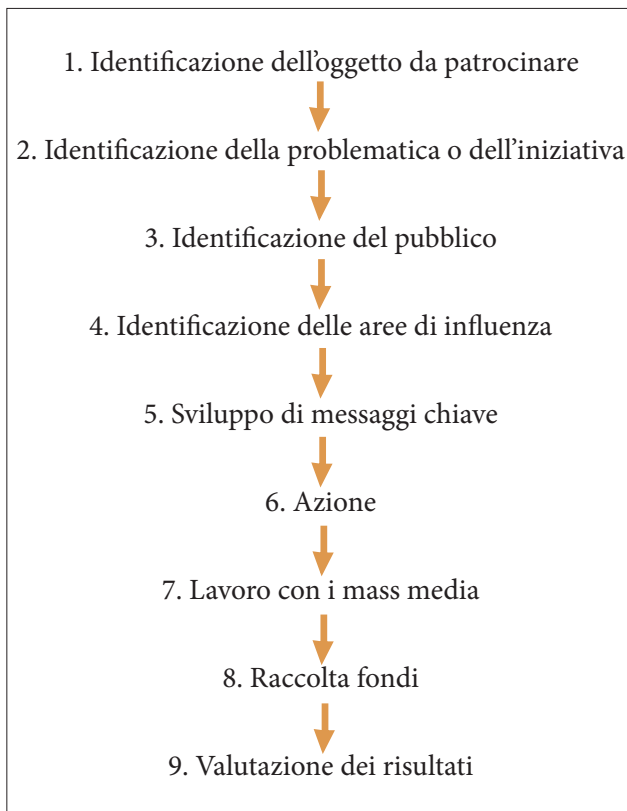 1. Identificazione dell'oggetto da patrocinare
2. Identificazione della problematica o dell'iniziativa
3. Identificazione del pubblico
4. Identificazione delle aree di influenza
5. Sviluppo di messaggi chiave
6. Azione
7. Lavoro con i mass media
8. Raccolta fondi
9. Valutazione dei risultati